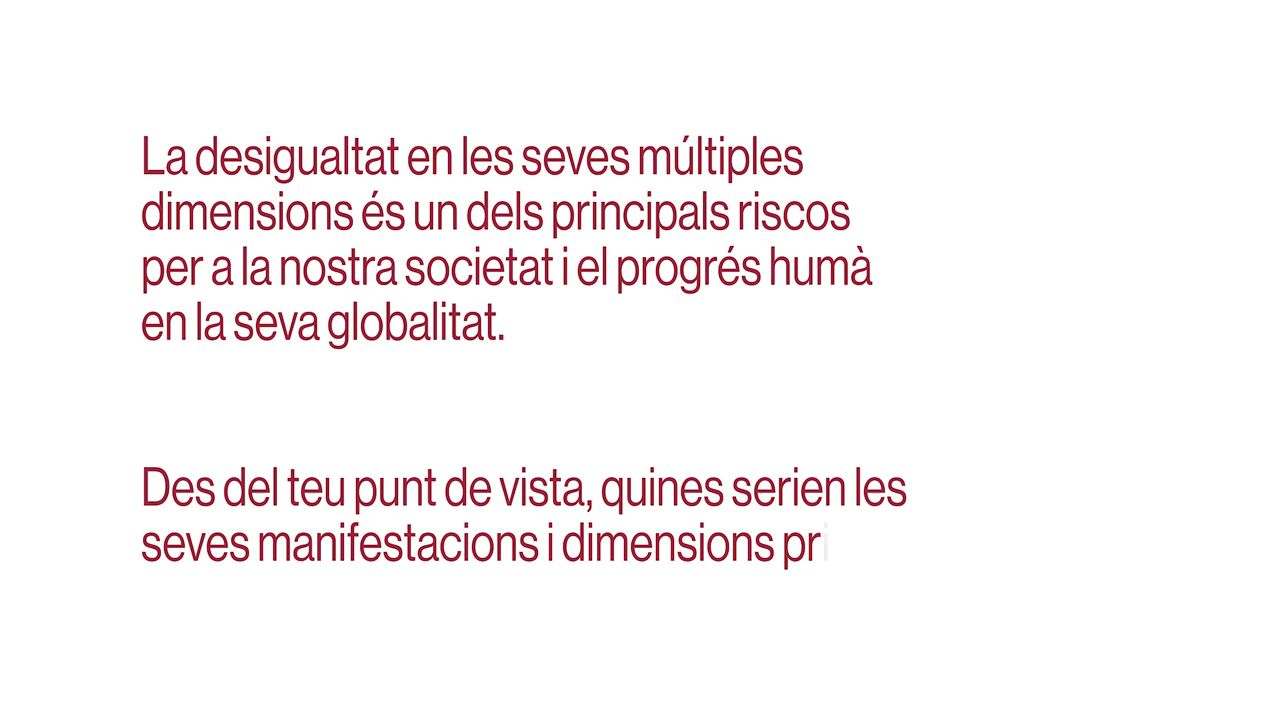 La desigualtat en les seves múltiples
dimensions és un dels principals riscos
per a la nostra societat i el progrés humà
en la seva globalitat.
Des del teu punt de vista, quines serien les
seves manifestacions i dimensions pri